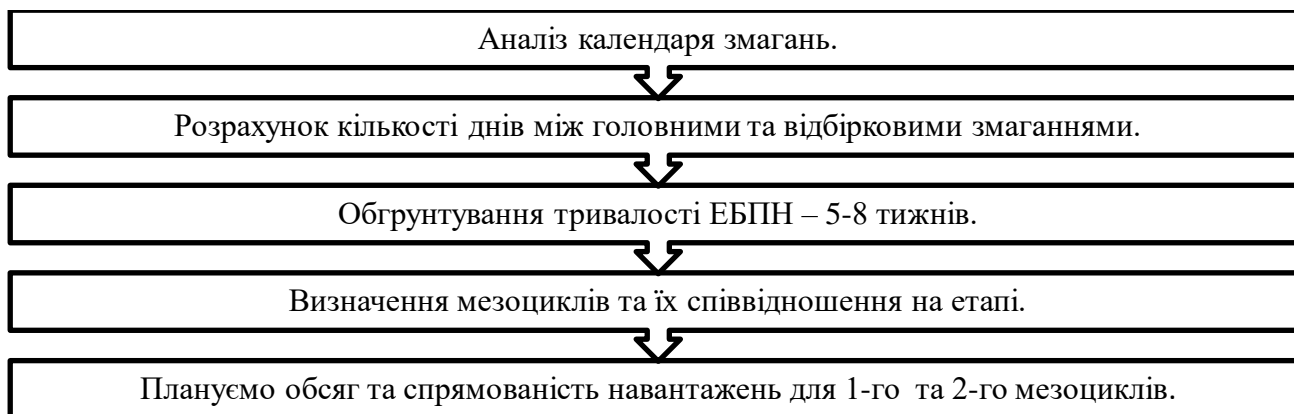 Аналіз календаря змагань.
Розрахунок кількості днів між головними та відбірковими змаганнями.
Обгрунтування тривалості ЕБПН – 5-8 тижнів.
Визначення мезоциклів та їх співвідношення на етапі.
Плануємо обсяг та спрямованість навантажень для 1-го та 2-го мезоциклів.